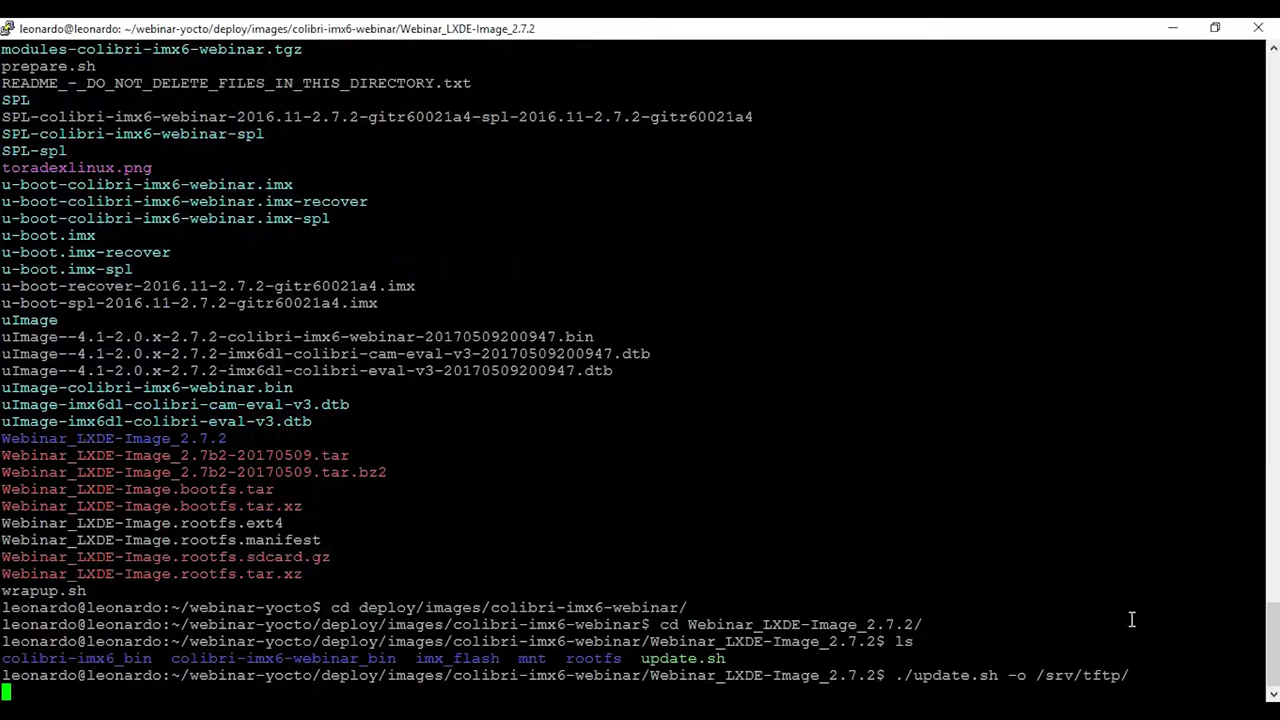 leonardo@leonardo: ~/webinar-yocto/deploy/images/colibri-imx6-webinar/Webinar_LXDE-Image_2.7.2
modules-colibri-imx6-webinar.tgz
prepare.sh
README_-_DO_NOT_DELETE_FILES_IN_THIS_DIRECTORY.txt
SPL
SPL-colibri-imx6-webinar-2016.11-2.7.2-gitr60021a4-spl-2016.11-2.7.2-gitr60021a4
SPL-colibri-imx6-webinar-spl
SPL-spl
toradexlinux.png
u-boot-colibri-imx6-webinar.imx
u-boot-colibri-imx6-webinar.imx-recover
u-boot-colibri-imx6-webinar.imx-spl
u-boot.imx
u-boot.imx-recover
u-boot.imx-spl
u-boot-recover-2016.11-2.7.2-gitr60021a4.imx
u-boot-spl-2016.11-2.7.2-gitr60021a4.imx
uImage
uImage--4.1-2.0.x-2.7.2-colibri-imx6-webinar-20170509200947.bin
uImage--4.1-2.0.x-2.7.2-imx6dl-colibri-cam-eval-v3-20170509200947.dtb
uImage--4.1-2.0.x-2.7.2-imx6dl-colibri-eval-v3-20170509200947.dtb
uImage-colibri-imx6-webinar.bin
uImage-imx6dl-colibri-cam-eval-v3.dtb
uImage-imx6dl-colibri-eval-v3.dtb
Webinar_LXDE-Image_2.7.2
Webinar_LXDE-Image_2.7b2-20170509.tar
Webinar_LXDE-Image_2.7b2-20170509.tar.bz2
Webinar_LXDE-Image.bootfs.tar
Webinar_LXDE-Image.bootfs.tar.xz
Webinar_LXDE-Image.rootfs.ext4
Webinar_LXDE-Image.rootfs.manifest
Webinar_LXDE-Image.rootfs.sdcard.gz
Webinar_LXDE-Image.rootfs.tar.xz
wrapup.sh
leonardo@leonardo:~/webinar-yocto$ cd deploy/images/colibri-imx6-webinar/
leonardo@leonardo:~/webinar-yocto/deploy/images/colibri-imx6-webinar$ cd Webinar_LXDE-Image_2.7.2/
leonardo@leonardo:~/webinar-yocto/deploy/images/colibri-imx6-webinar/Webinar_LXDE-Image_2.7.2$ ls
colibri-imx6_bin colibri-imx6-webinar_bin imx_flash mnt rootfs update.sh
leonardo@leonardo:~/webinar-yocto/deploy/images/colibri-imx6-webinar/Webinar_LXDE-Image_2.7.2$ ./update.sh -o /srv/tftp/